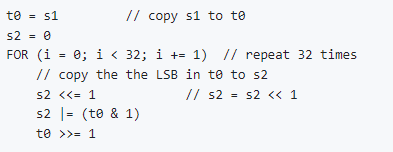 t0 = s1 // copy s1 to t0
s2 = 0
FOR (i = 0; i < 32; i += 1) // repeat 32 times
// copy the the LSB in t0 to s2
s2 <<= 1 // s2 = s2 << 1
s2 |= (t0 & 1)
t0 >>= 1